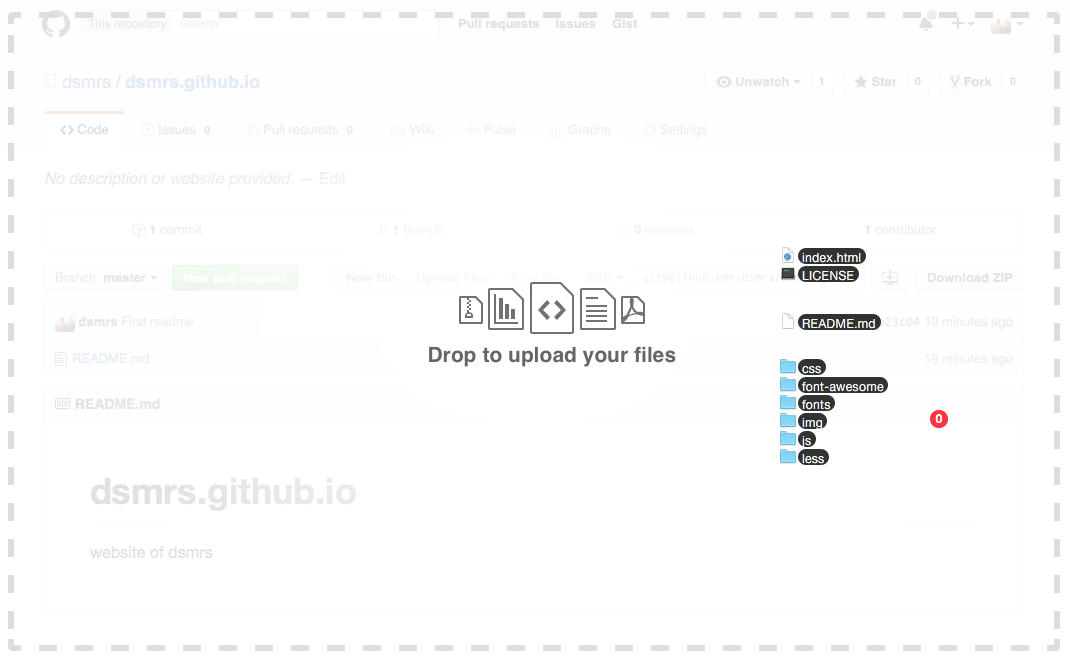 This repository Search Pull requests Issues Gist
dsmrs / dsmrs.github.io Unwatch 1 Star 0 Fork 0
Code Issues 0 Pull requests 0 Wiki Pulse Graphs Settings
No description or website provided. — Edit
1 commit 1 branch 0 releases 1 contributor
index.html
Branch: master New pull request New file Upload files Find file SSH git@github.com:dsmrs/ Download ZIP
LICENSE
dsmrs First readme README.md 23c04 19 minutes ago
Drop to upload your files
README.md 19 minutes ago
css
font-awesome
README.md fonts
img 0
js
less
dsmrs.github.io
website of dsmrs